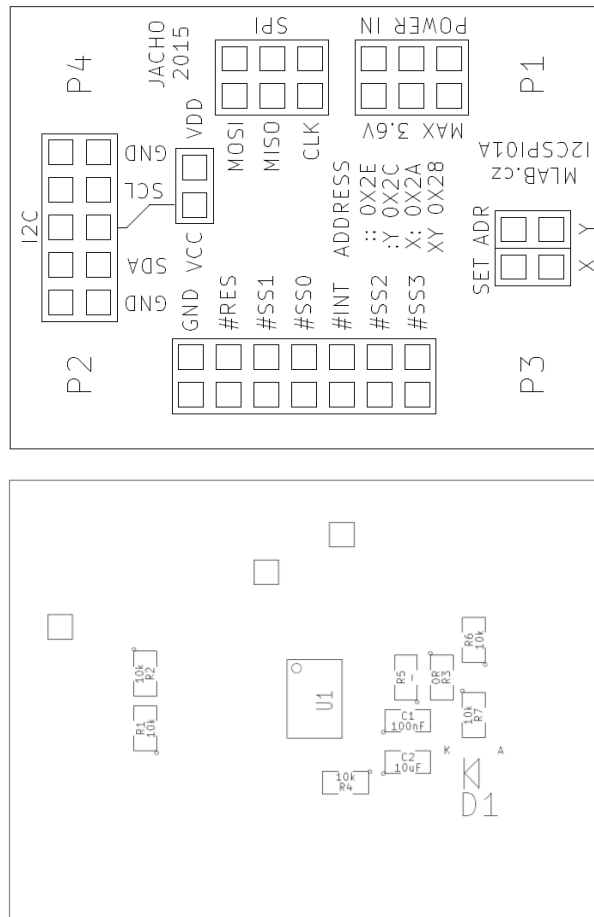 P4
JACHO
2015
SPI
POWER IN
P1
I2C
GND
SCL
SDA
GND
VDD
VCC
MOSI
MISO
CLK
MAX 3.6V
MLAB.cz
I2CSPI01A
ADDRESS
:: 0X2E
:Y 0X2C
X: 0X2A
XY 0X28
SET ADR
X Y
P2
GND
#RES
#SS1
#SS0
#INT
#SS2
#SS3
P3
R2
10k
R1
10k
U1
R5
-
0R
R3
R6
10k
C1
100nF
10k
R7
C2
10uF
K A
10k
R4
D1